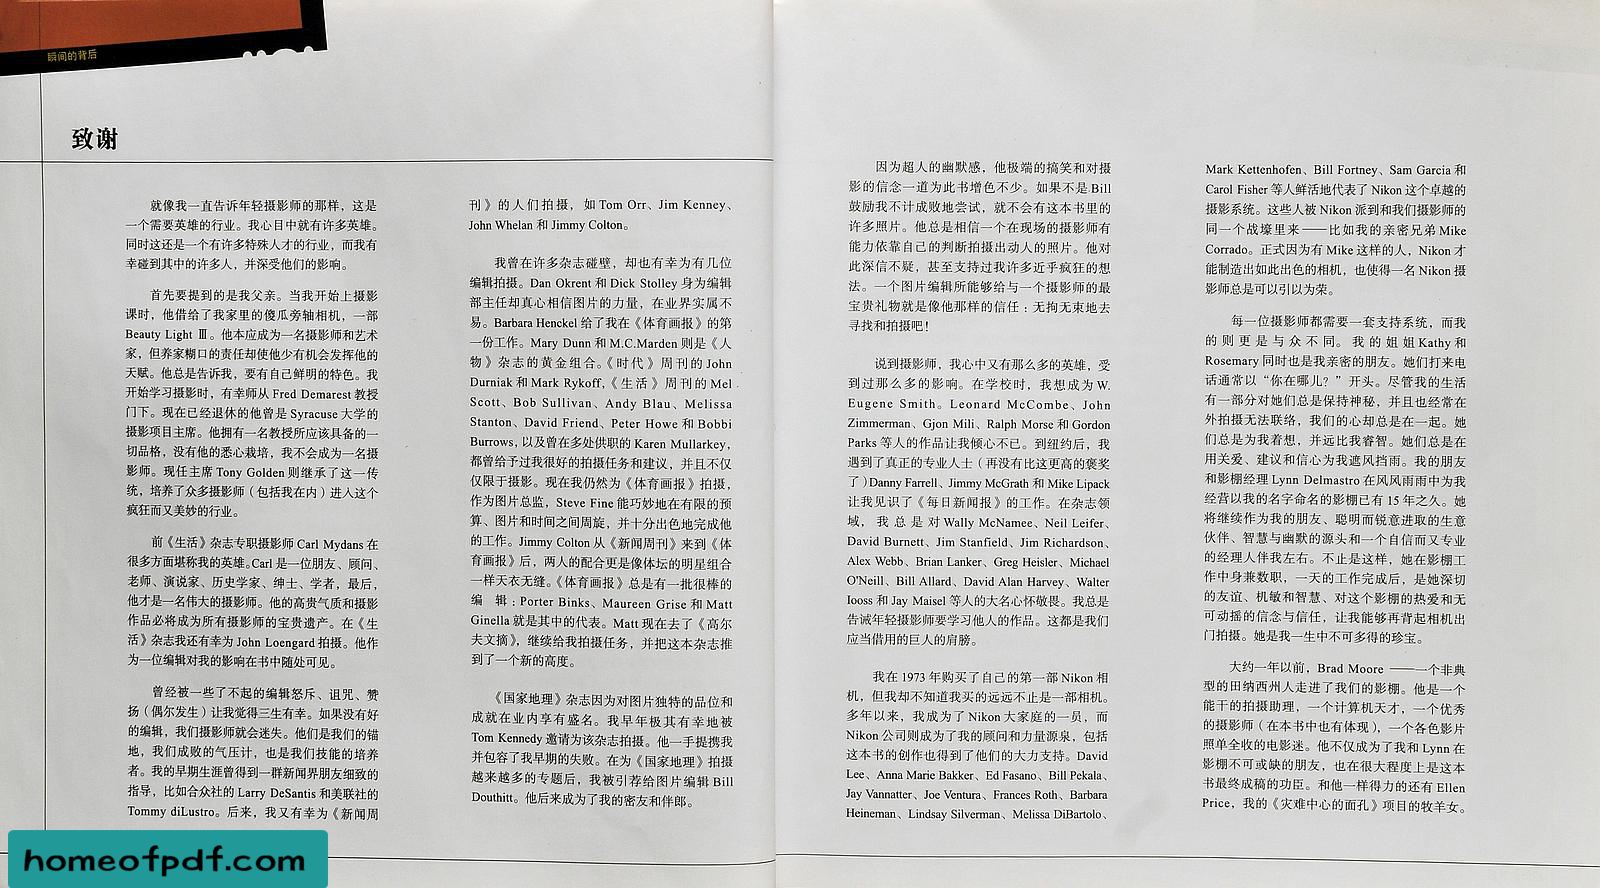 瞬间的背后
致谢
就像我一直告诉年轻摄影师的那样，这是
一个需要英雄的行业。我心目中就有许多英雄。
同时这还是一个有许多特殊人才的行业，而我有
幸碰到其中的许多人，并深受他们的影响。
首先要提到的是我父亲。当我开始上摄影
课时，他借给了我家里的傻瓜旁轴相机，一部
Beauty Light Ⅲ。他本应成为一名摄影师和艺术
家，但养家糊口的责任却使他少有机会发挥他的
天赋。他总是告诉我，要有自己鲜明的特色。我
开始学习摄影时，有幸师从 Fred Demarest 教授
门下。现在已经退休的他曾是 Syracuse 大学的
摄影项目主席。他拥有一名教授所应该具备的一
切品格，没有他的悉心栽培，我不会成为一名摄
影师。现任主席 Tony Golden 则继承了这一传
统，培养了众多摄影师（包括我在内）进入这个
疯狂而又美妙的行业。
前《生活》杂志专职摄影师 Carl Mydans 在
很多方面堪称我的英雄。Carl 是一位朋友、顾问、
老师、演说家、历史学家、绅士、学者，最后，
他才是一名伟大的摄影师。他的高贵气质和摄影
作品必将成为所有摄影师的宝贵遗产。在《生
活》杂志我还有幸为 John Loengard 拍摄。他作
为一位编辑对我的影响在书中随处可见。
曾经被一些了不起的编辑怒斥、诅咒、赞
扬（偶尔发生）让我觉得三生有幸。如果没有好
的编辑，我们摄影师就会迷失。他们是我们的锚
地，我们成败的气压计，也是我们技能的培养
者。我的早期生涯曾得到一群新闻界朋友细致的
指导，比如合众社的 Larry DeSantis 和美联社的
Tommy diLustro。后来，我又有幸为《新闻周
刊》的人们拍摄，如 Tom Orr、Jim Kenney、
John Whelan 和 Jimmy Colton。
我曾在许多杂志碰壁，却也有幸为有几位
编辑拍摄。Dan Okrent 和 Dick Stolley 身为编辑
部主任却真心相信图片的力量，在业界实属不
易。Barbara Henckel 给了我在《体育画报》的第
一份工作。Mary Dunn 和 M.C.Marden 则是《人
物》杂志的黄金组合。《时代》周刊的 John
Durniak 和 Mark Rykoff,《生活》周刊的 Mel
Scott、Bob Sullivan、Andy Blau、Melissa
Stanton、David Friend、Peter Howe 和 Bobbi
Burrows，以及曾在多处供职的 Karen Mullarkey，
都曾给予过我很好的拍摄任务和建议，并且不仅
仅限于摄影。现在我仍然为《体育画报》拍摄，
作为图片总监，Steve Fine 能巧妙地在有限的预
算、图片和时间之间周旋，并十分出色地完成他
的工作。Jimmy Colton 从《新闻周刊》来到《体
育画报》后，两人的配合更是像体坛的明星组合
一样天衣无缝。《体育画报》总是有一批很棒的
编 辑：Porter Binks、Maureen Grise 和 Matt
Ginella 就是其中的代表。Matt 现在去了《高尔
夫文摘》，继续给我拍摄任务，并把这本杂志推
到了一个新的高度。
《国家地理》杂志因为对图片独特的品位和
成就在业内享有盛名。我早年极其有幸地被
Tom Kennedy 邀请为该杂志拍摄。他一手提携我
并包容了我早期的失败。在为《国家地理》拍摄
越来越多的专题后，我被引荐给图片编辑 Bill
Douthitt。他后来成为了我的密友和伴郎。
因为超人的幽默感，他极端的搞笑和对摄
影的信念一道为此书增色不少。如果不是 Bill
鼓励我不计成败地尝试，就不会有这本书里的
许多照片。他总是相信一个在现场的摄影师有
能力依靠自己的判断拍摄出动人的照片。他对
此深信不疑，甚至支持过我许多近乎疯狂的想
法。一个图片编辑所能够给与一个摄影师的最
宝贵礼物就是像他那样的信任：无拘无束地去
寻找和拍摄吧！
说到摄影师，我心中又有那么多的英雄，受
到过那么多的影响。在学校时，我想成为 W.
Eugene Smith。Leonard McCombe、John
Zimmerman、Gjon Mili、Ralph Morse 和 Gordon
Parks 等人的作品让我倾心不已。到纽约后，我
遇到了真正的专业人士（再没有比这更高的褒奖
了）Danny Farrell、Jimmy McGrath 和 Mike Lipack
让我见识了《每日新闻报》的工作。在杂志领
域，我总是对 Wally McNamee、Neil Leifer、
David Burnett、Jim Stanfield、Jim Richardson、
Alex Webb、Brian Lanker、Greg Heisler、Michael
O'Neill、Bill Allard、David Alan Harvey、Walter
Iooss 和 Jay Maisel 等人的大名心怀敬畏。我总是
告诫年轻摄影师要学习他人的作品。这都是我们
应当借用的巨人的肩膀。
我在 1973 年购买了自己的第一部 Nikon 相
机，但我却不知道我买的远远不止是一部相机。
多年以来，我成为了 Nikon 大家庭的一员，而
Nikon 公司则成为了我的顾问和力量源泉，包括
这本书的创作也得到了他们的大力支持。David
Lee、Anna Marie Bakker、Ed Fasano、Bill Pekala、
Jay Vannatter、Joe Ventura、Frances Roth、Barbara
Heineman、Lindsay Silverman、Melissa DiBartolo、
Mark Kettenhofen、Bill Fortney、Sam Garcia 和
Carol Fisher 等人鲜活地代表了 Nikon 这个卓越的
摄影系统。这些人被 Nikon 派到和我们摄影师的
同一个战壕里来——比如我的亲密兄弟 Mike
Corrado。正式因为有 Mike 这样的人，Nikon 才
能制造出如此出色的相机，也使得一名 Nikon 摄
影师总是可以引以为荣。
每一位摄影师都需要一套支持系统，而我
的则更是与众不同。我的姐姐 Kathy 和
Rosemary 同时也是我亲密的朋友。她们打来电
话通常以“你在哪儿？”开头。尽管我的生活
有一部分对她们总是保持神秘，并且也经常在
外拍摄无法联络，我们的心却总是在一起。她
们总是为我着想，并远比我睿智。她们总是在
用关爱、建议和信心为我遮风挡雨。我的朋友
和影棚经理 Lynn Delmastro 在风风雨雨中为我
经营以我的名字命名的影棚已有 15 年之久。她
将继续作为我的朋友、聪明而锐意进取的生意
伙伴、智慧与幽默的源头和一个自信而又专业
的经理人伴我左右。不止是这样，她在影棚工
作中身兼数职，一天的工作完成后，是她深切
的友谊、机敏和智慧、对这个影棚的热爱和无
可动摇的信念与信任，让我能够再背起相机出
门拍摄。她是我一生中不可多得的珍宝。
大约一年以前，Brad Moore ——一个非典
型的田纳西州人走进了我们的影棚。他是一个
能干的拍摄助理，一个计算机天才，一个优秀
的摄影师（在本书中也有体现），一个各色影片
照单全收的电影迷。他不仅成为了我和 Lynn 在
影棚不可或缺的朋友，也在很大程度上是这本
书最终成稿的功臣。和他一样得力的还有 Ellen
Price，我的《灾难中心的面孔》项目的牧羊女。
homeofpdf.com